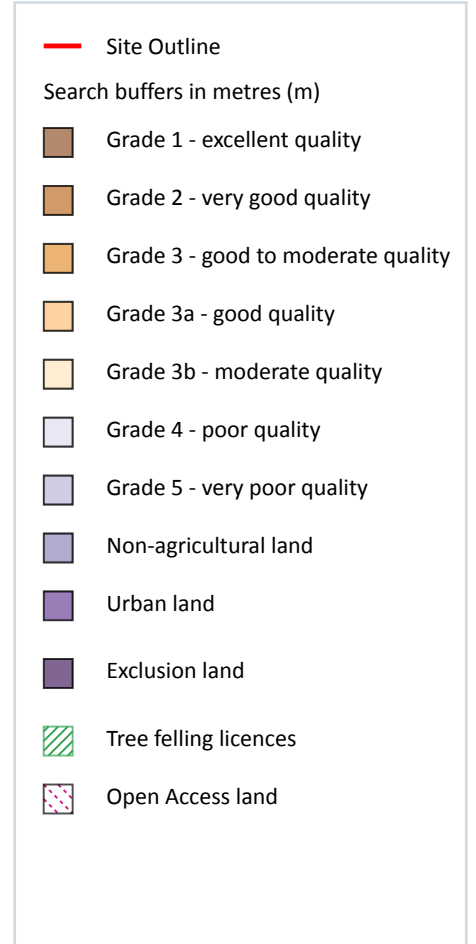 Site Outline
Search buffers in metres (m)
Grade 1 - excellent quality
Grade 2 - very good quality
Grade 3 - good to moderate quality
Grade 3a - good quality
Grade 3b - moderate quality
Grade 4 - poor quality
Grade 5 - very poor quality
Non-agricultural land
Urban land
Exclusion land
Tree felling licences
Open Access land